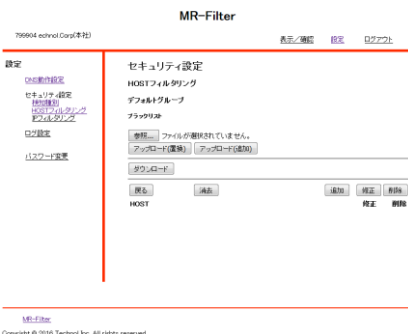 MR-Filter
799904 echnol.Corp(本社)
表示/確認 設定 ログアウト
設定
DNS動作設定
セキュリティ設定
検知種別
HOSTフィルタリング
IPフィルタリング
ログ設定
パスワード変更
セキュリティ設定
HOSTフィルタリング
デフォルトグループ
ブラックリスト
参照... ファイルが選択されていません。
アップロード(置換) アップロード(追加)
ダウンロード
戻る 消去 追加 修正 削除
HOST 修正 削除
MR-Filter
Copyright © 2016 Technol Inc. All rights reserved.